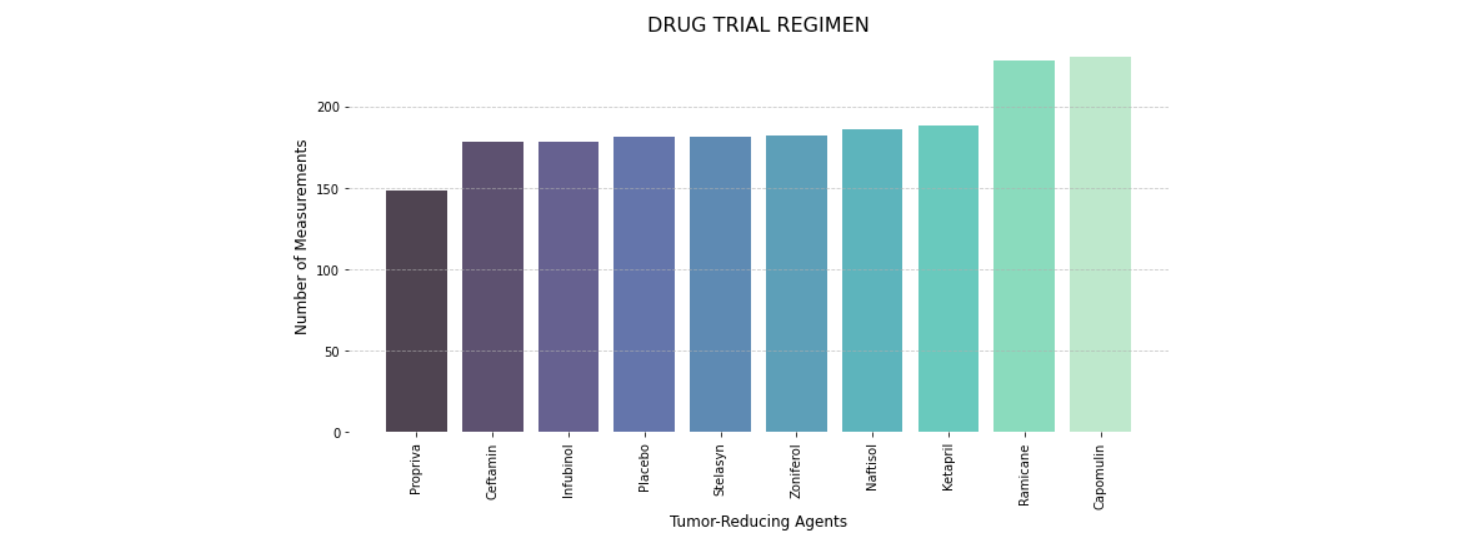 DRUG TRIAL REGIMEN
Number of Measurements
200
150
100
50
0
Propriva
Ceftamin
Infubinol
Placebo
Stelasyn
Zoniferol
Naftisol
Ketapril
Ramicane
Capomulin
Tumor-Reducing Agents